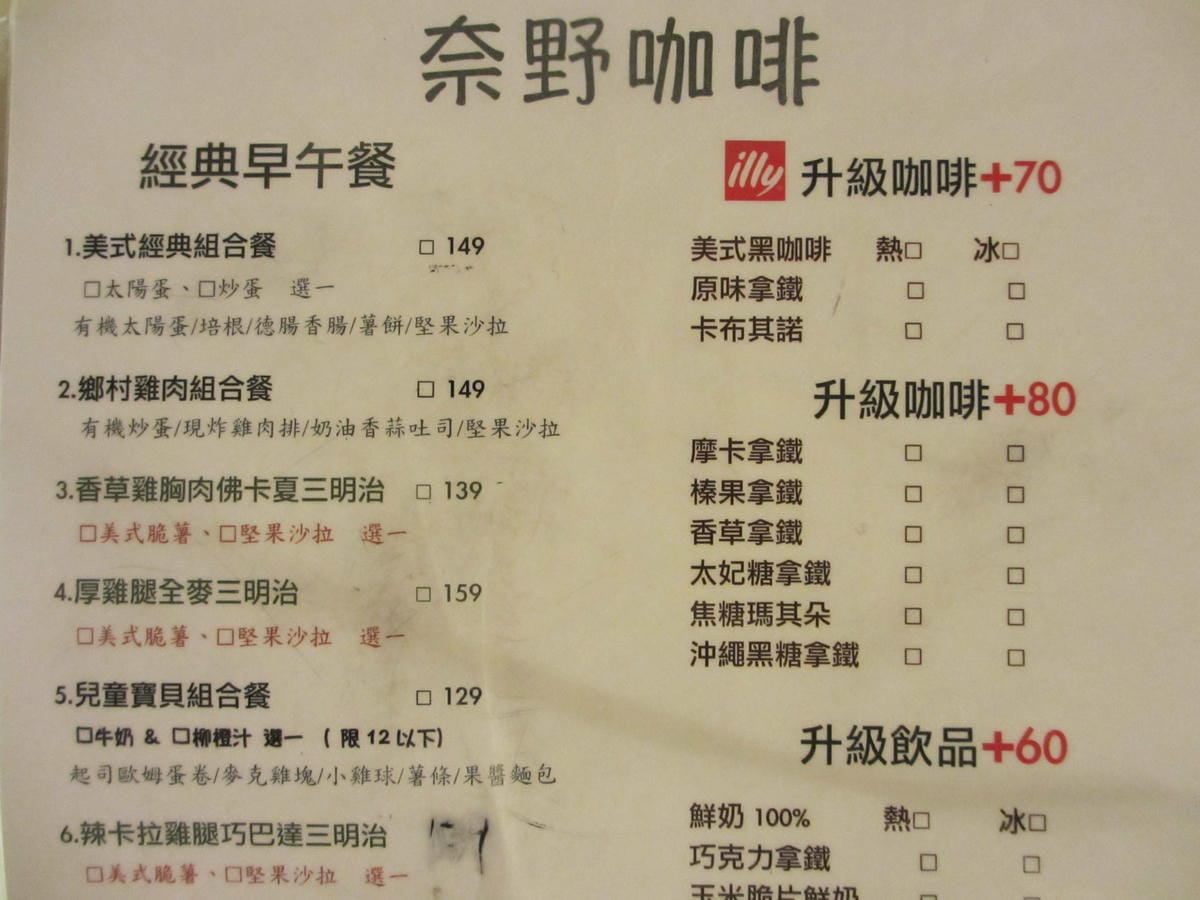 奈野咖啡
經典早午餐
1.美式經典組合餐 □ 149
□太陽蛋、□炒蛋 選一
有機太陽蛋/培根/德腸香腸/薯餅/堅果沙拉
2.鄉村雞肉組合餐 □ 149
有機炒蛋/現炸雞肉排/奶油香蒜吐司/堅果沙拉
3.香草雞胸肉佛卡夏三明治 □ 139
□美式脆薯、□堅果沙拉 選一
4.厚雞腿全麥三明治 □ 159
□美式脆薯、□堅果沙拉 選一
5.兒童寶貝組合餐 □ 129
□牛奶 & □柳橙汁 選一 (限12以下)
起司歐姆蛋卷/麥克雞塊/小雞球/薯條/果醬麵包
6.辣卡拉雞腿巧巴達三明治
□美式脆薯、□堅果沙拉 選一
illy 升級咖啡+70
美式黑咖啡 熱□ 冰□
原味拿鐵 □ □
卡布其諾 □ □
升級咖啡+80
摩卡拿鐵 □ □
榛果拿鐵 □ □
香草拿鐵 □ □
太妃糖拿鐵 □ □
焦糖瑪其朵 □ □
沖繩黑糖拿鐵 □ □
升級飲品+60
鮮奶 100% 熱□ 冰□
巧克力拿鐵 □ □
玉米脆片鮮奶 □ □